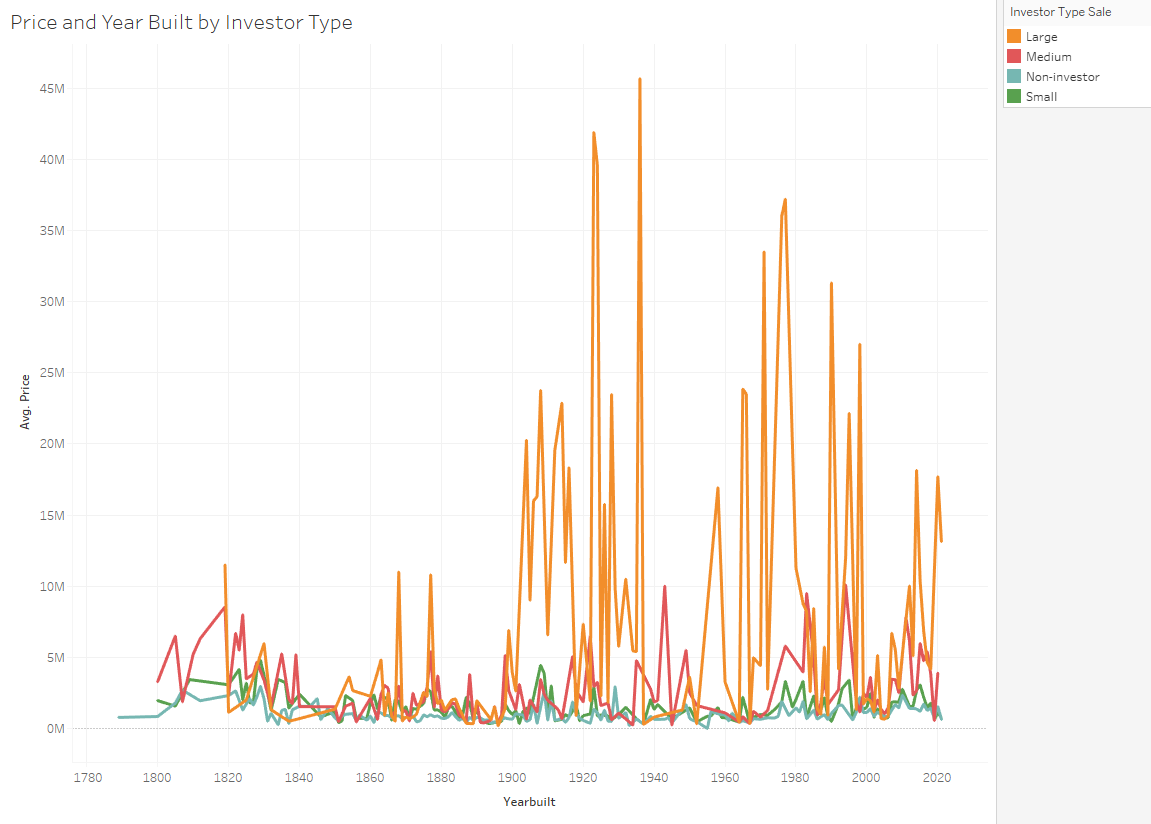 Price and Year Built by Investor Type
Investor Type Sale
Large
Medium
Non-investor
Small
45M
40M
35M
30M
25M
20M
15M
10M
5M
0M
Avg. Price
1780 1800 1820 1840 1860 1880 1900 1920 1940 1960 1980 2000 2020
Yearbuilt